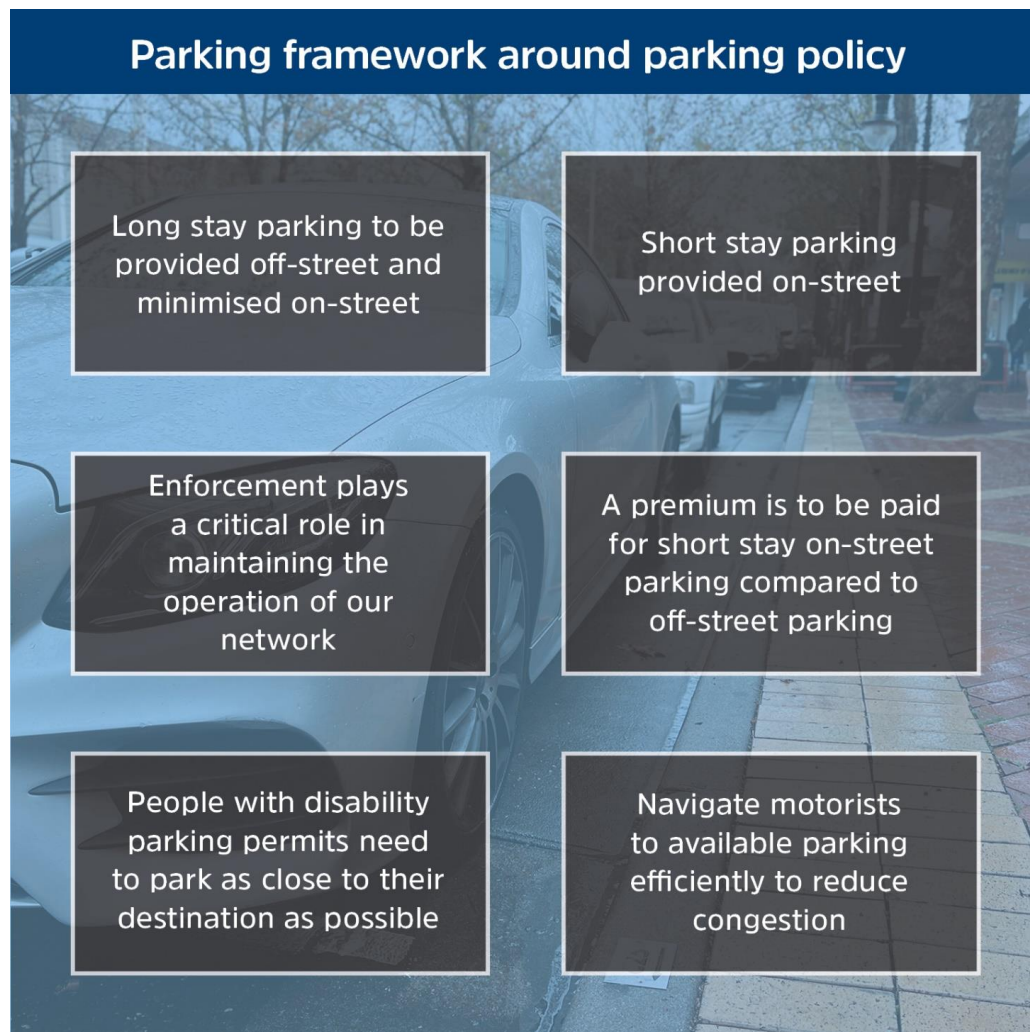 Parking framework around parking policy
Long stay parking to be
provided off-street and
minimised on-street
Short stay parking
provided on-street
Enforcement plays
a critical role in
maintaining the
operation of our
network
A premium is to be paid
for short stay on-street
parking compared to
off-street parking
People with disability
parking permits need
to park as close to their
destination as possible
Navigate motorists
to available parking
efficiently to reduce
congestion